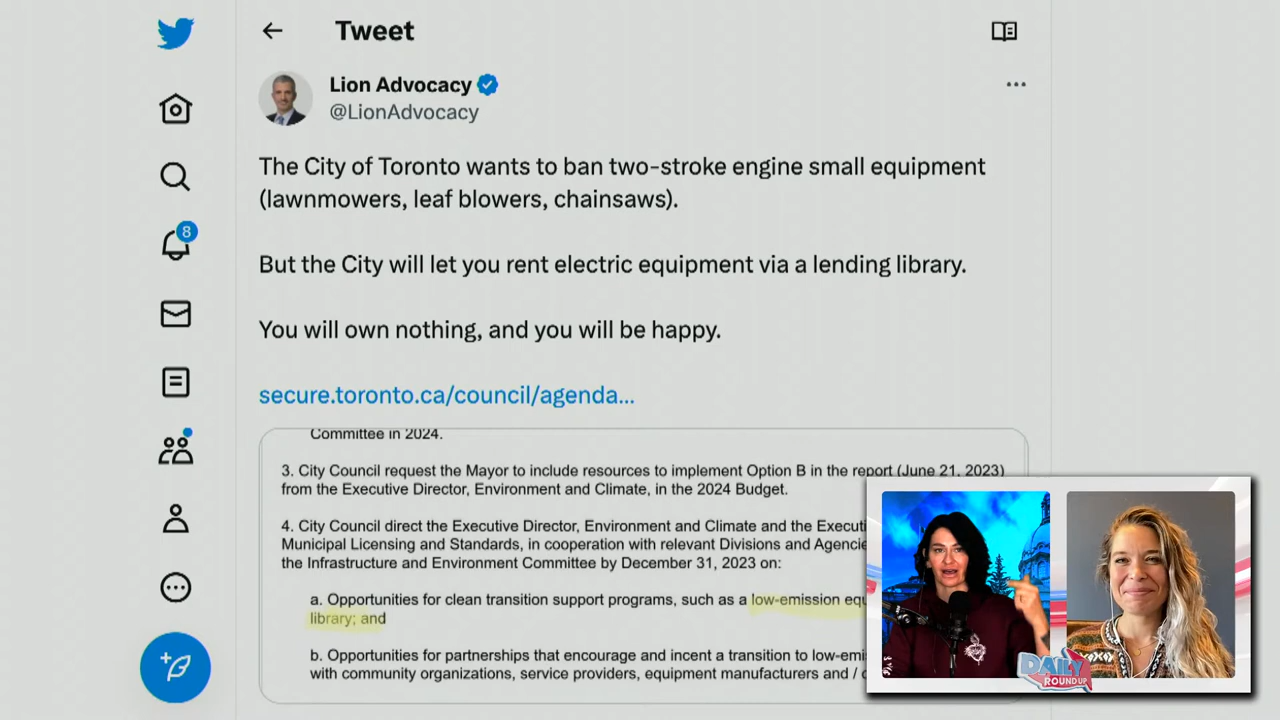 Tweet
Lion Advocacy
@LionAdvocacy
8
The City of Toronto wants to ban two-stroke engine small equipment
(lawnmowers, leaf blowers, chainsaws).
But the City will let you rent electric equipment via a lending library.
You will own nothing, and you will be happy.
secure.toronto.ca/council/agenda...
Committee in 2024.
3. City Council request the Mayor to include resources to implement Option B in the report (June 21, 2023)
from the Executive Director, Environment and Climate, in the 2024 Budget.
4. City Council direct the Executive Director, Environment and Climate and the Executi
Municipal Licensing and Standards, in cooperation with relevant Divisions and Agencie
the Infrastructure and Environment Committee by December 31, 2023 on:
a. Opportunities for clean transition support programs, such as a low-emission equ
library; and
b. Opportunities for partnerships that encourage and incent a transition to low-emi
with community organizations, service providers, equipment manufacturers and /
DAILY
ROUNDUP